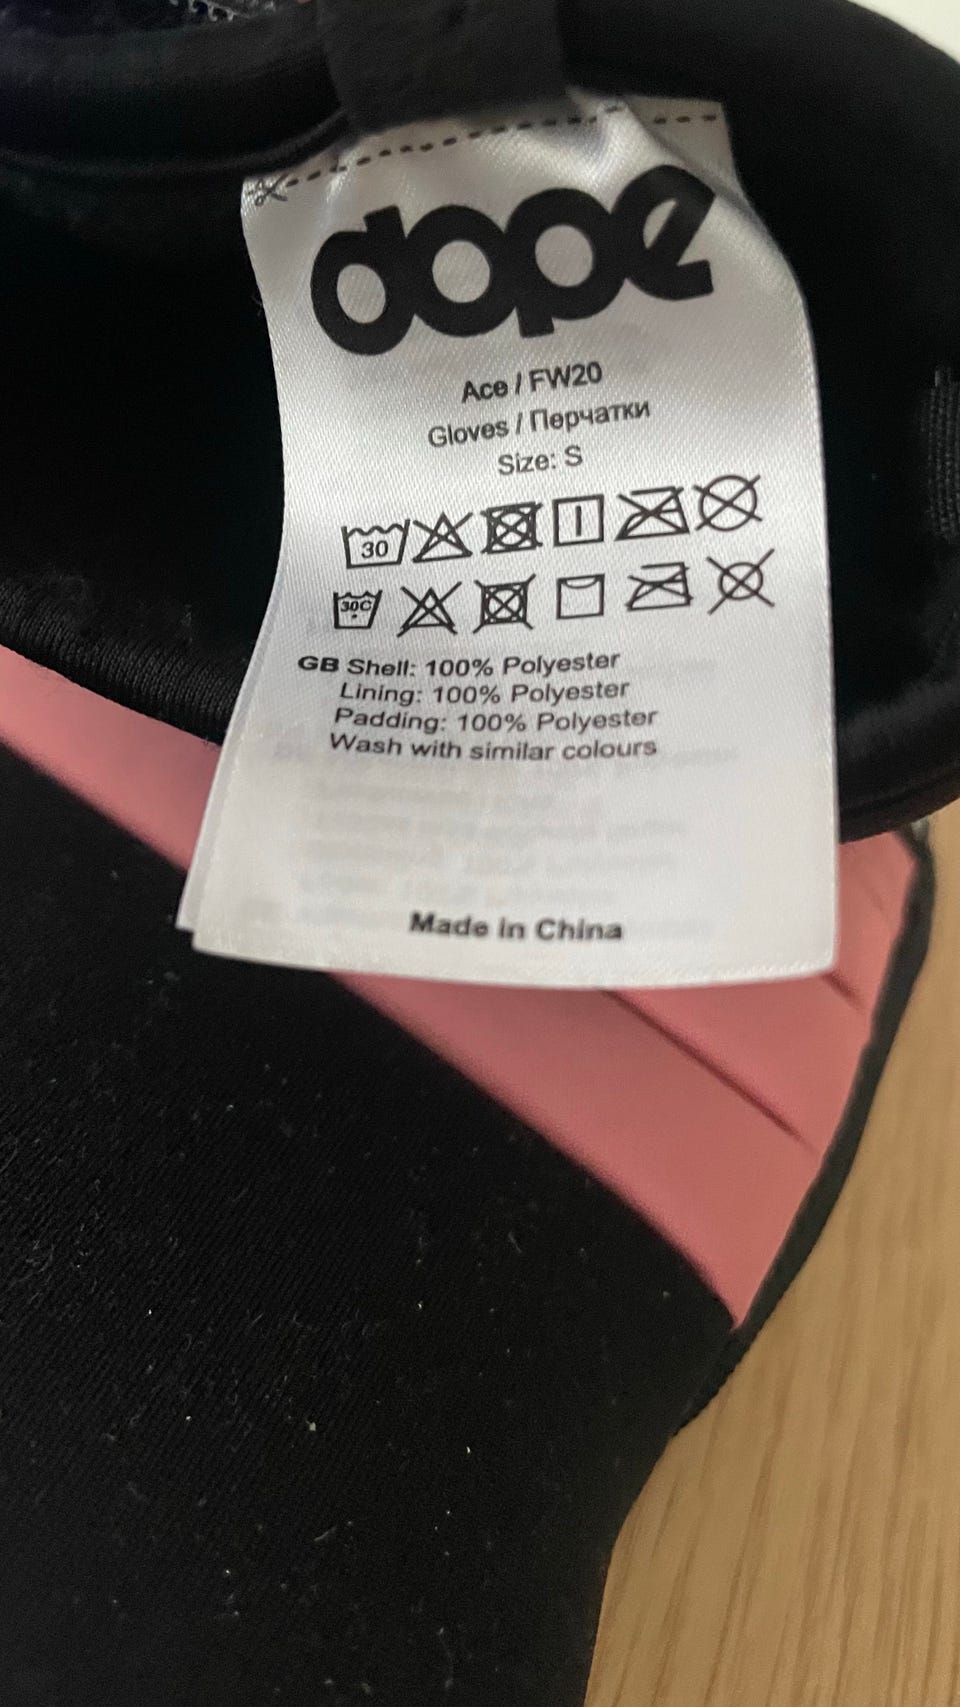 dope
Ace / FW20
Gloves / Перчатки
Size: S
30
30C
GB Shell: 100% Polyester
Lining: 100% Polyester
Padding: 100% Polyester
Wash with similar colours
Made in China